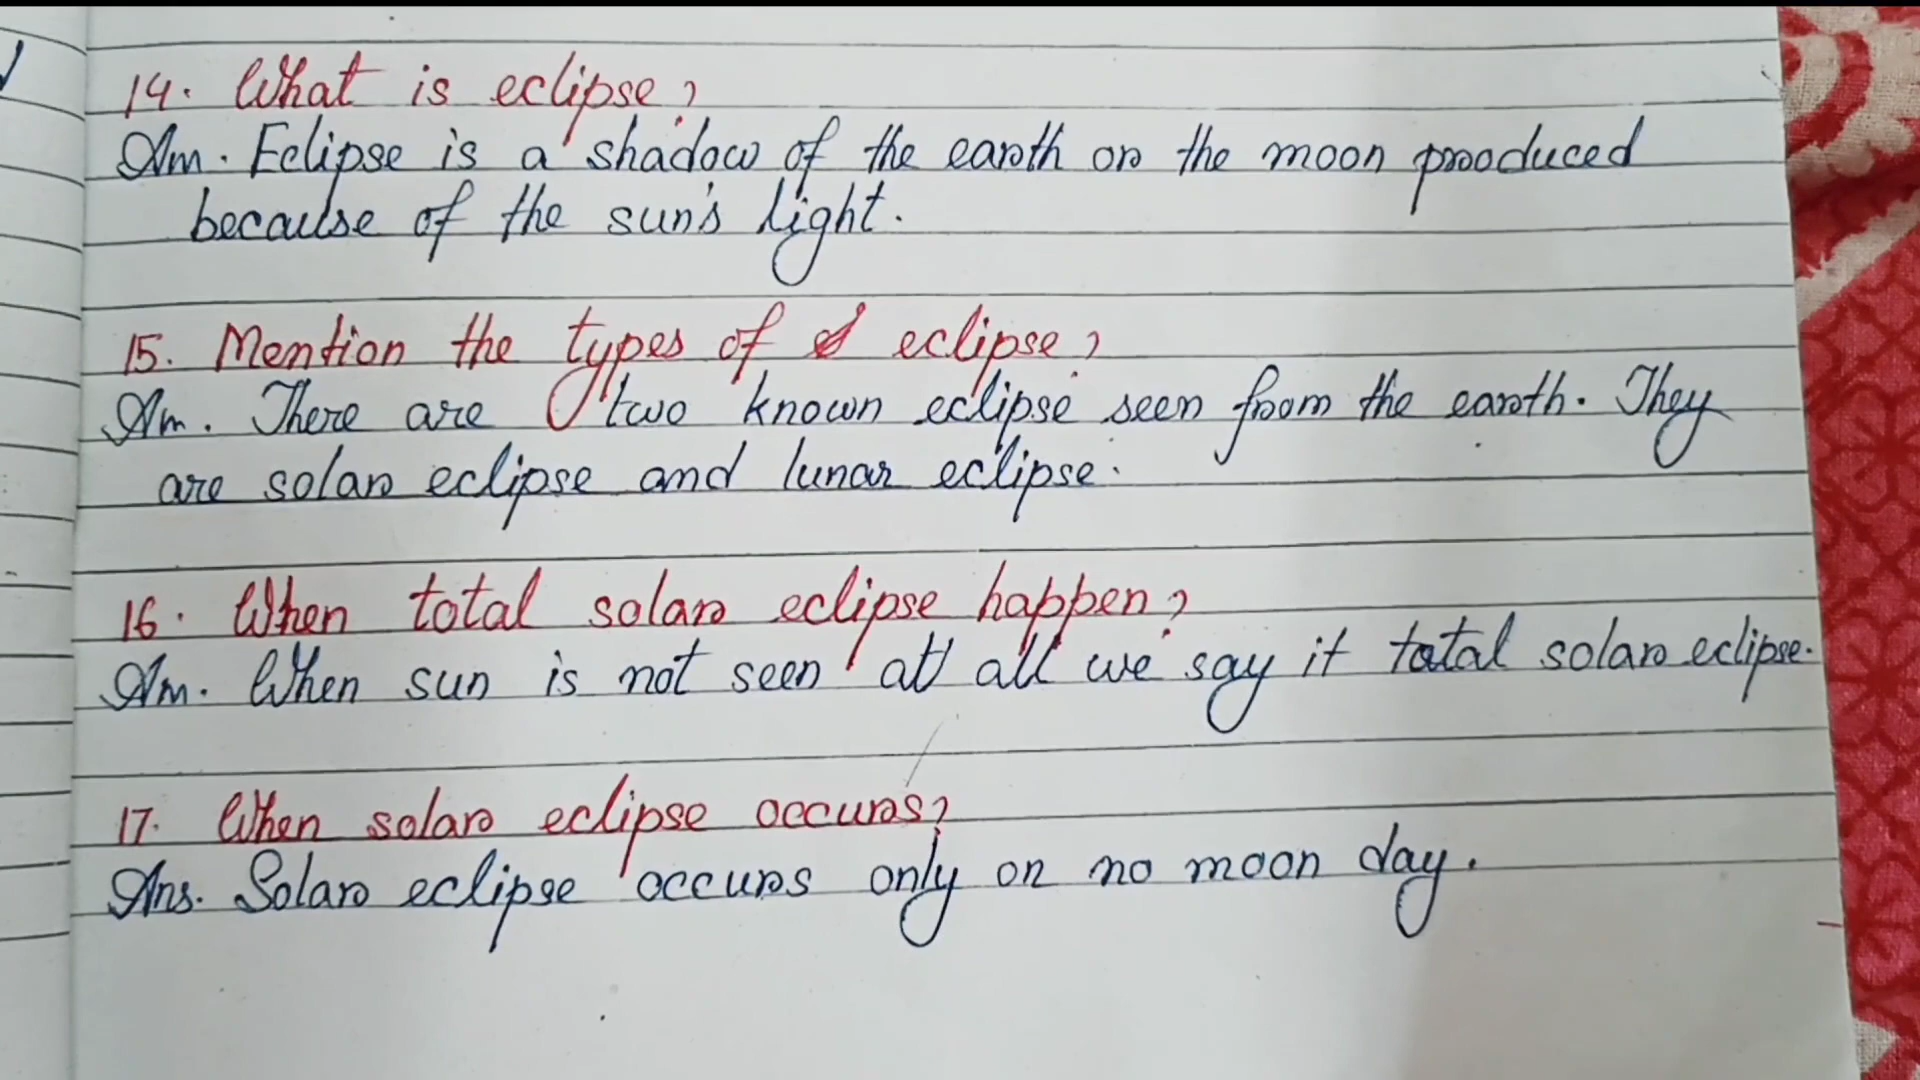 14. What is eclipse?
Ans. Eclipse is a shadow of the earth or the moon produced
because of the sun's light.
15. Mention the types of eclipse?
Ans. There are two known eclipse seen from the earth. They
are solar eclipse and lunar eclipse.
16. When total solar eclipse happen?
Ans. When sun is not seen at all we say it total solar eclipse.
17. When solar eclipse occurs?
Ans. Solar eclipse occurs only on no moon day.